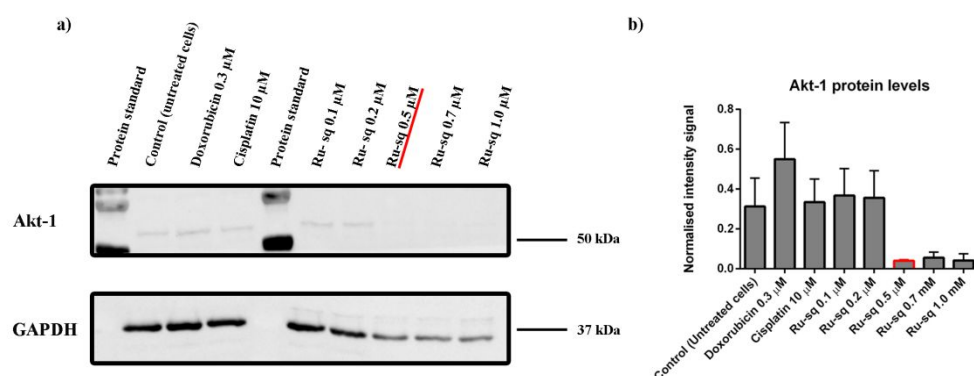 a)
Protein standard
Control (untreated cells)
Doxorubicin 0.3 µM
Cisplatin 10 µM
Protein standard
Ru- sq 0.1 µM
Ru- sq 0.2 µM
Ru-sq 0.5 µM
Ru-sq 0.7 µM
Ru-sq 1.0 µM
Akt-1
50 kDa
GAPDH
37 kDa
b)
Akt-1 protein levels
Normalised intensity signal
0.8
0.6
0.4
0.2
0.0
Control (Untreated cells)
Doxorubicin 0.3 µM
Cisplatin 10 µM
Ru-sq 0.1 µM
Ru-sq 0.2 µM
Ru-sq 0.5 µM
Ru-sq 0.7 mM
Ru-sq 1.0 mM